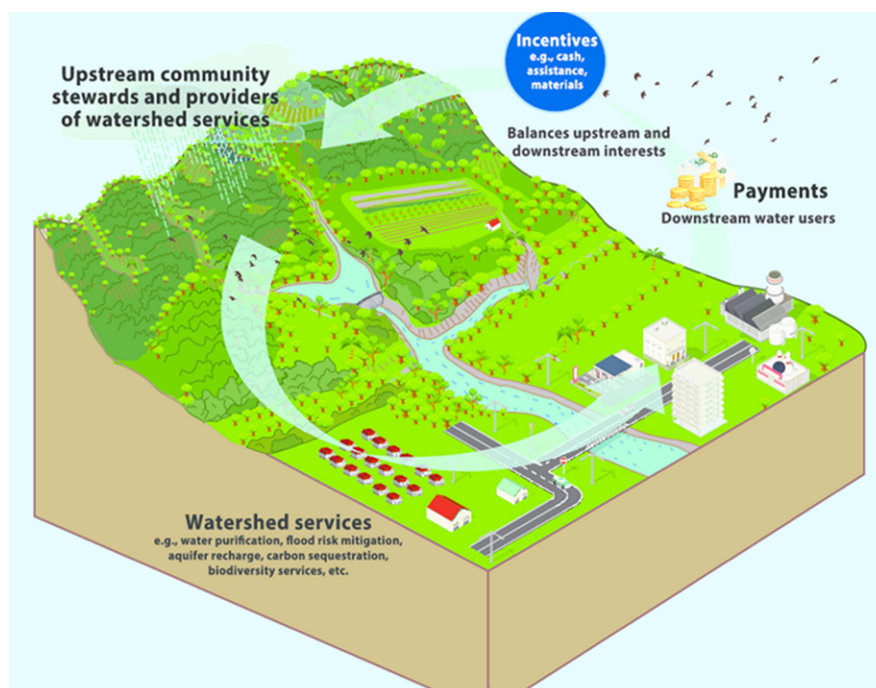 Incentives
e.g., cash,
assistance,
materials
Upstream community
stewards and providers
of watershed services
Balances upstream and
downstream interests
Payments
Downstream water users
Watershed services
e.g., water purification, flood risk mitigation,
aquifer recharge, carbon sequestration,
biodiversity services, etc.